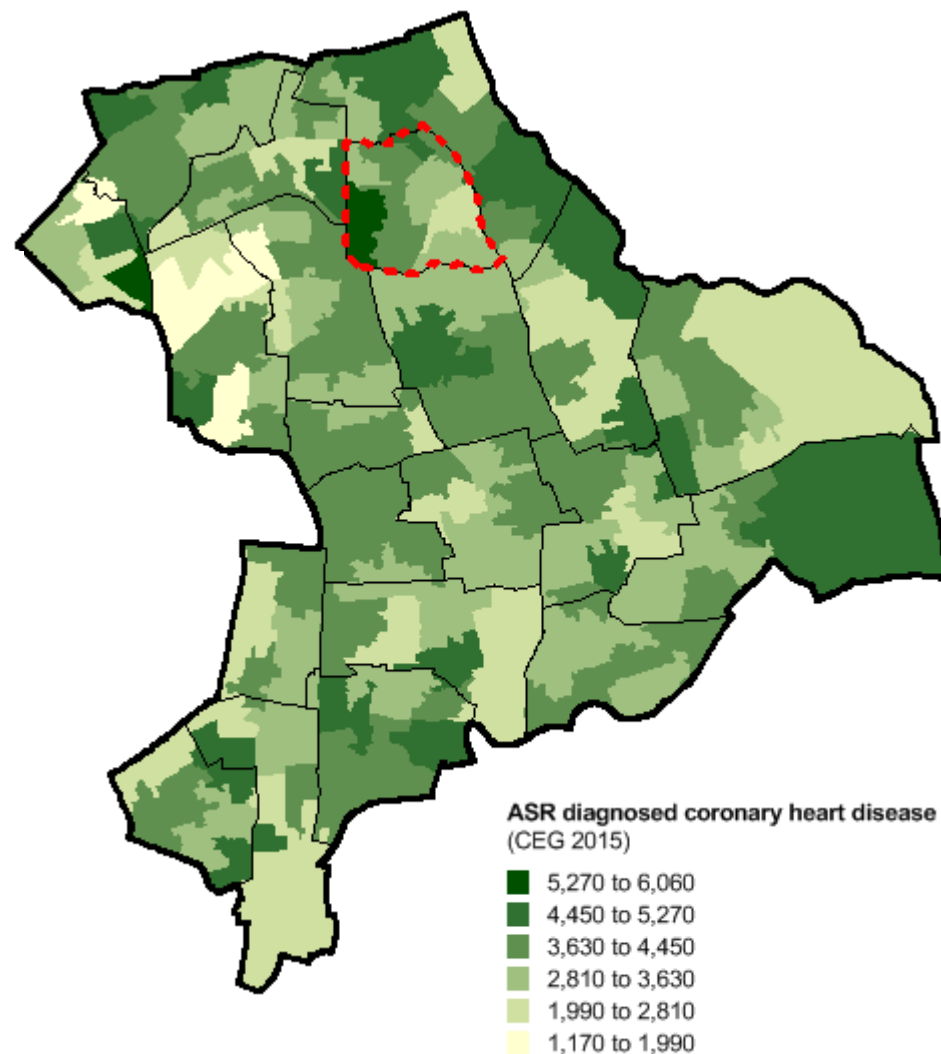 ASR diagnosed coronary heart disease
(CEG 2015)
5,270 to 6,060
4,450 to 5,270
3,630 to 4,450
2,810 to 3,630
1,990 to 2,810
1,170 to 1,990